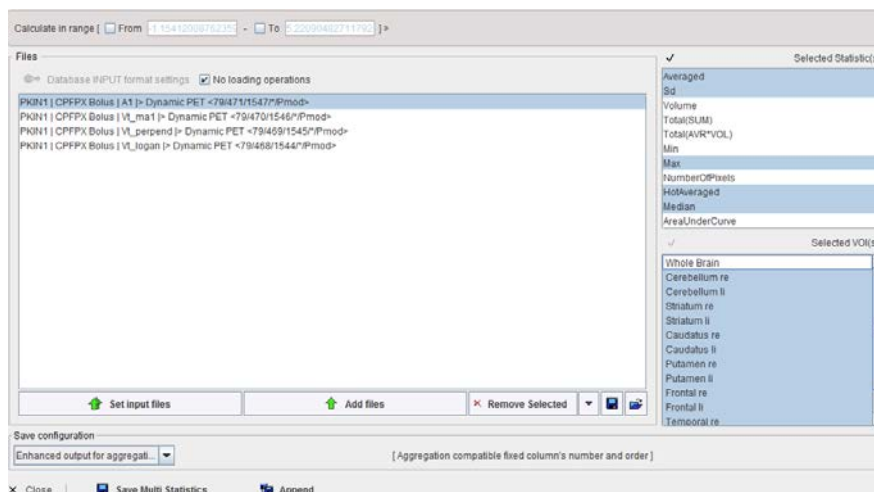 Calculate in range [ From -1.15412008762359 - To 5.22090482711792 ] »
Files
Database INPUT format settings No loading operations
PKIN1 | CPFPX Bolus | A1 |> Dynamic PET <79/471/1547/*/Pmod>
PKIN1 | CPFPX Bolus | Vt_ma1 |> Dynamic PET <79/470/1546/*/Pmod>
PKIN1 | CPFPX Bolus | Vt_perpend |> Dynamic PET <79/469/1545/*/Pmod>
PKIN1 | CPFPX Bolus | Vt_logan |> Dynamic PET <79/468/1544/*/Pmod>
Set input files Add files Remove Selected
Selected Statistic(s
Averaged
Sd
Volume
Total(SUM)
Total(AVR*VOL)
Min
Max
NumberOfPixels
HotAveraged
Median
AreaUnderCurve
Selected VOI(s
Whole Brain
Cerebellum re
Cerebellum li
Striatum re
Striatum li
Caudatus re
Caudatus li
Putamen re
Putamen li
Frontal re
Frontal li
Temporal re
Save configuration
Enhanced output for aggregati... [ Aggregation compatible fixed column's number and order ]
Close Save Multi Statistics Append